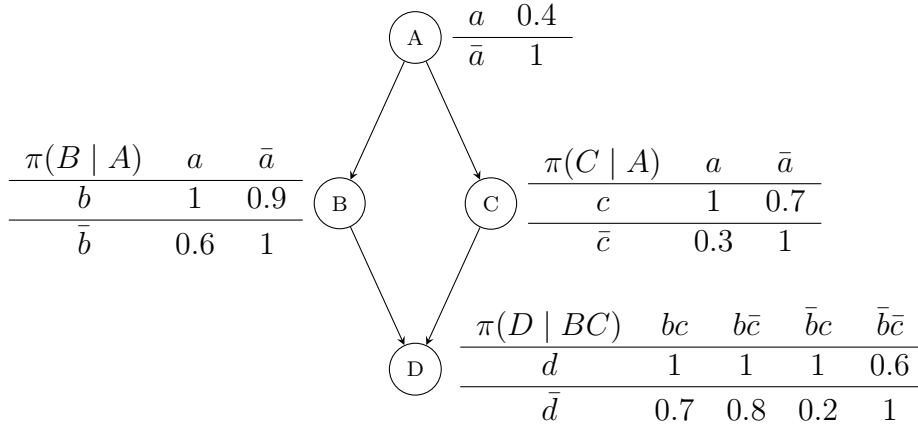 A
a 0.4
ā 1
π(B | A) a ā
b 1 0.9
b̄ 0.6 1
B
C
π(C | A) a ā
c 1 0.7
c̄ 0.3 1
D
π(D | BC) bc bc̄ b̄c b̄c̄
d 1 1 1 0.6
d̄ 0.7 0.8 0.2 1